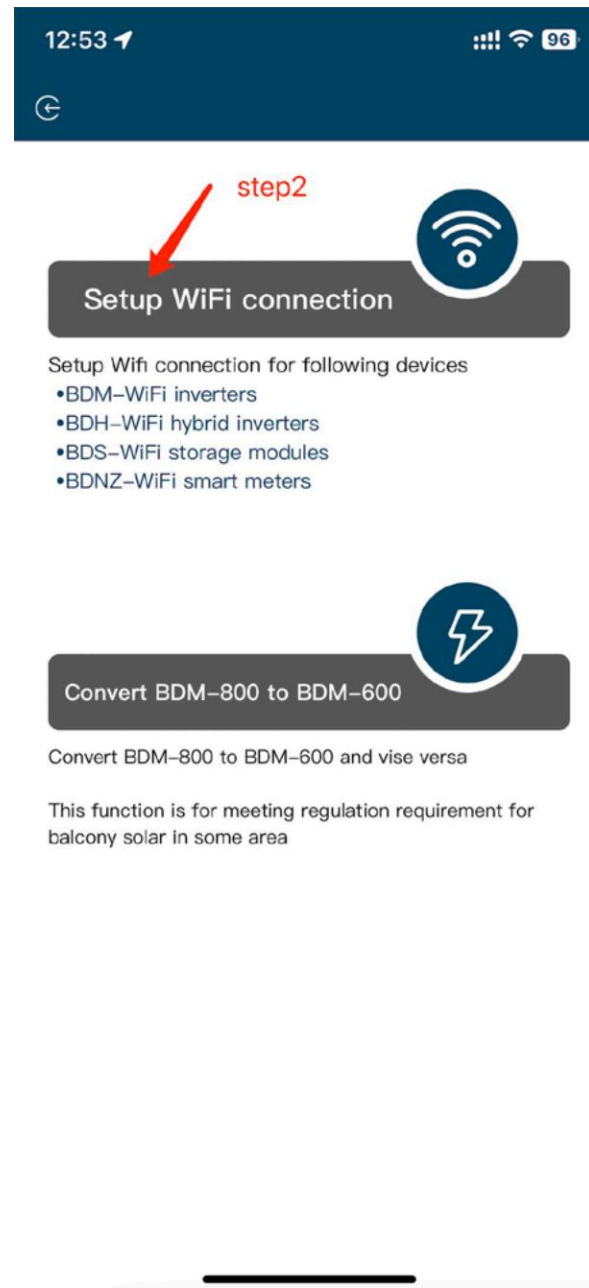 12:53
96
step2
Setup WiFi connection
Setup Wifi connection for following devices
•BDM–WiFi inverters
•BDH–WiFi hybrid inverters
•BDS–WiFi storage modules
•BDNZ–WiFi smart meters
Convert BDM–800 to BDM–600
Convert BDM–800 to BDM–600 and vise versa
This function is for meeting regulation requirement for
balcony solar in some area